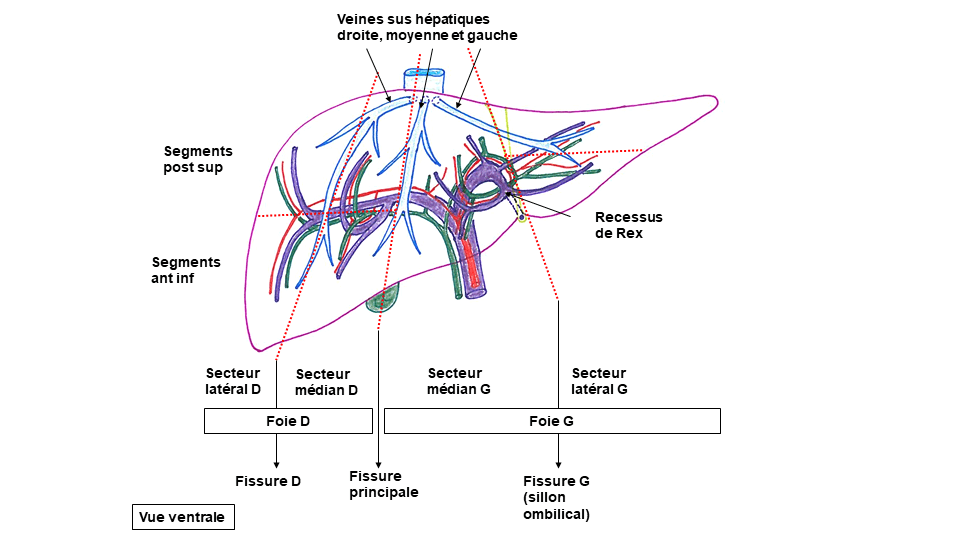 Veines sus hépatiques
droite, moyenne et gauche
Segments
post sup
Recessus
de Rex
Segments
ant inf
Secteur
latéral D
Secteur
médian D
Secteur
médian G
Secteur
latéral G
Foie D
Foie G
Fissure D
Fissure
principale
Fissure G
(sillon
ombilical)
Vue ventrale